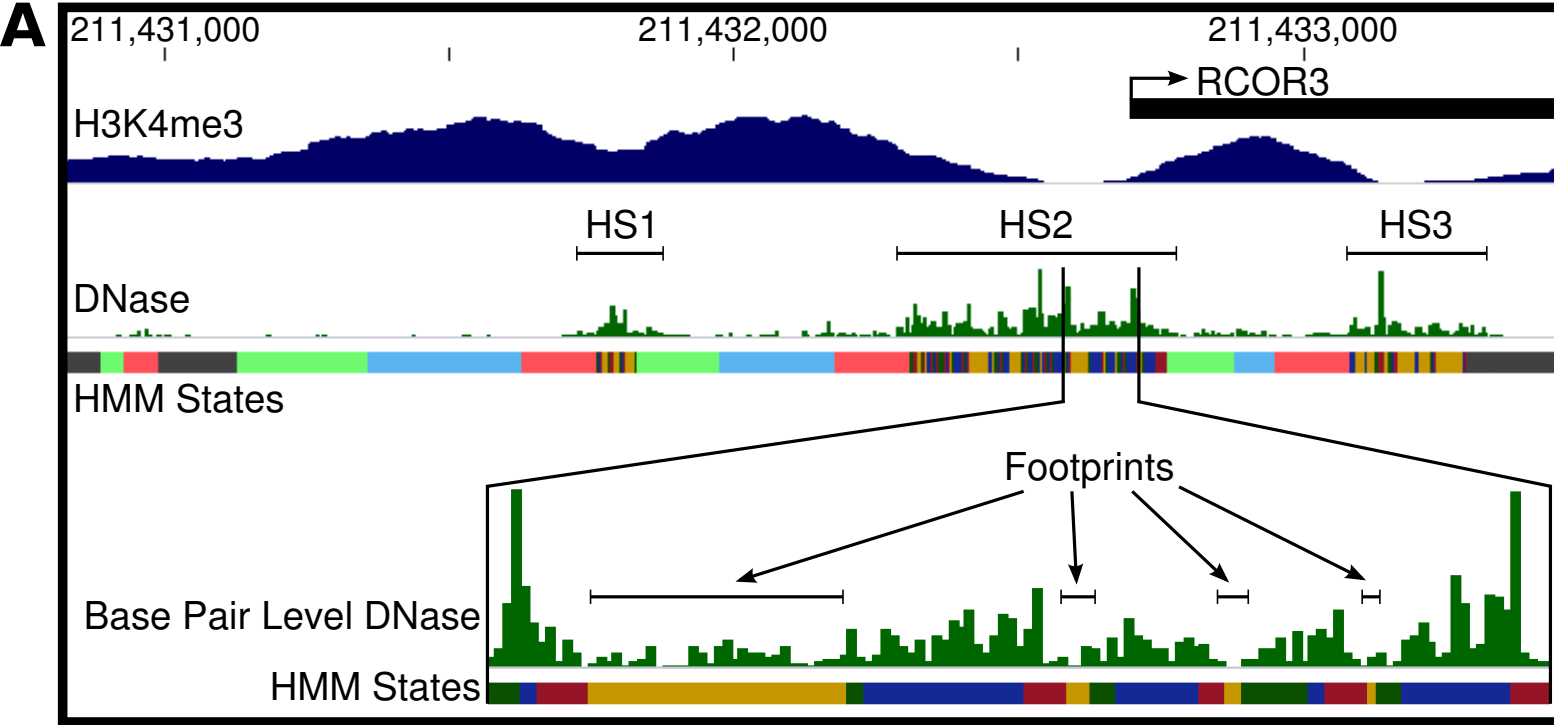 A
211,431,000 211,432,000 211,433,000
RCOR3
H3K4me3
HS1 HS2 HS3
DNase
HMM States
Footprints
Base Pair Level DNase
HMM States